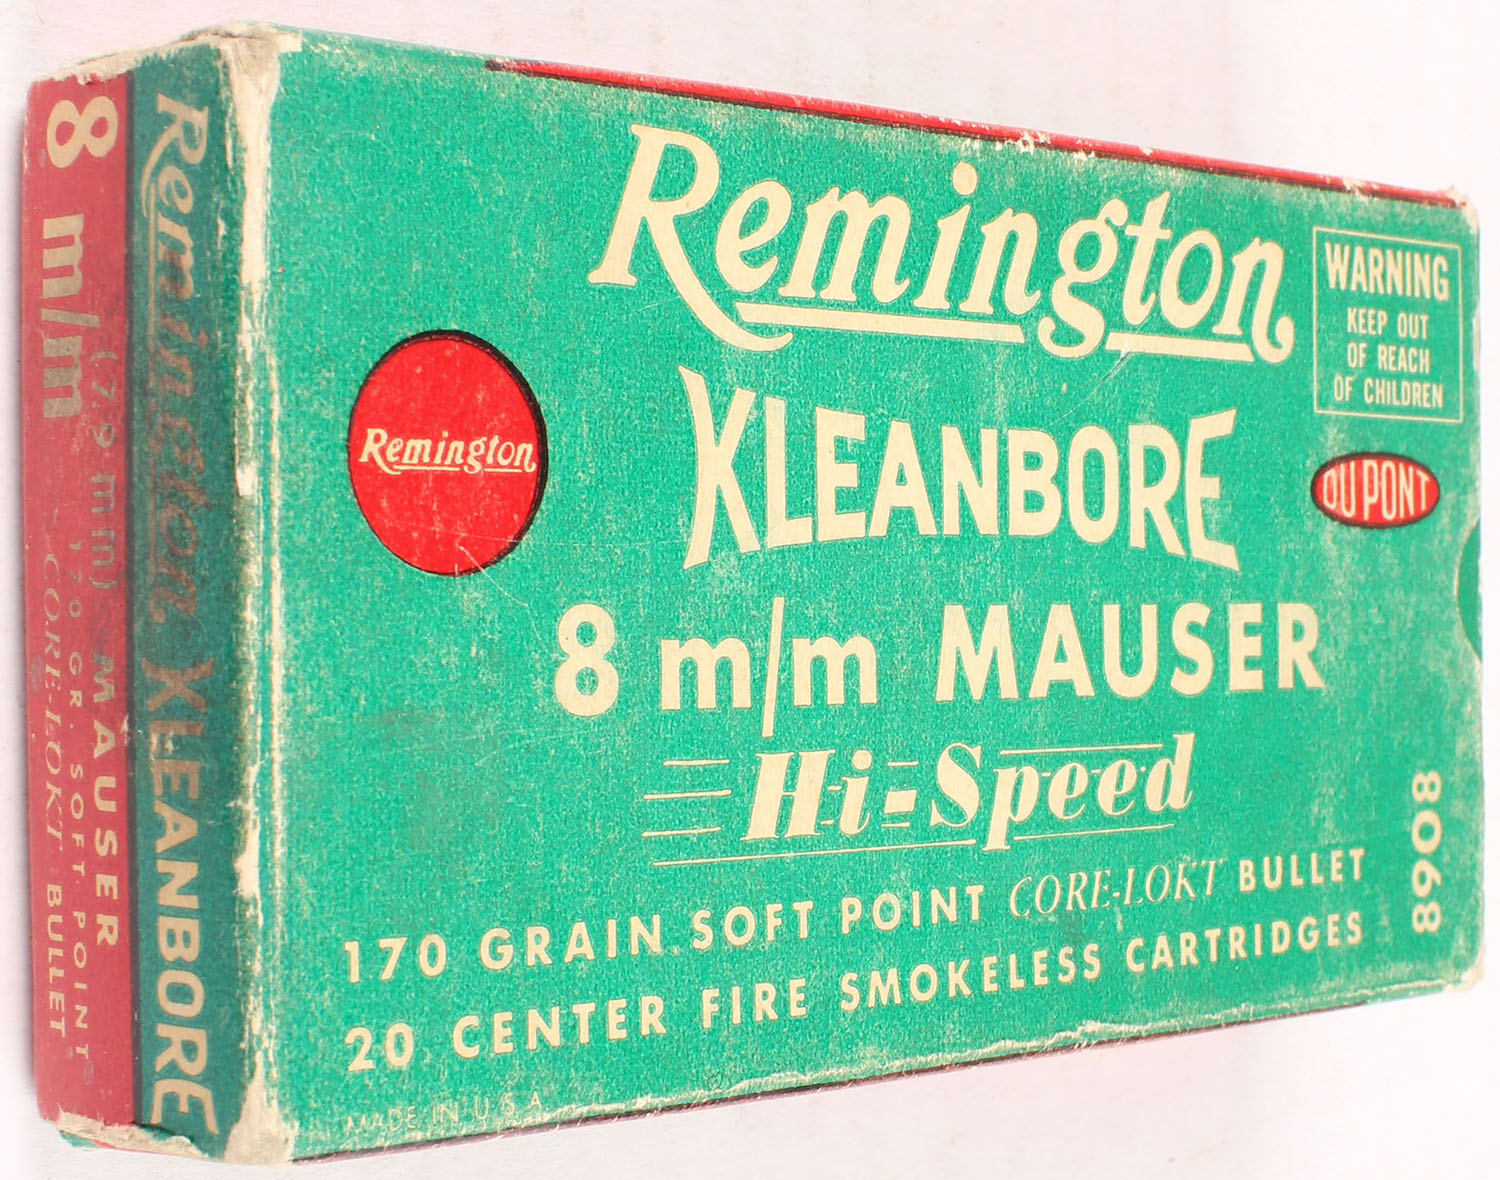 Remington
KLEANBORE
8 m/m MAUSER
Hi-Speed
170 GRAIN SOFT POINT CORE-LOKT BULLET
20 CENTER FIRE SMOKELESS CARTRIDGES
MADE IN U.S.A.
Remington
WARNING
KEEP OUT
OF REACH
OF CHILDREN
DU PONT
8068
Remington KLEANBORE
8 m/m
(7.9 mm) MAUSER
170 GR. SOFT POINT
CORE-LOKT BULLET